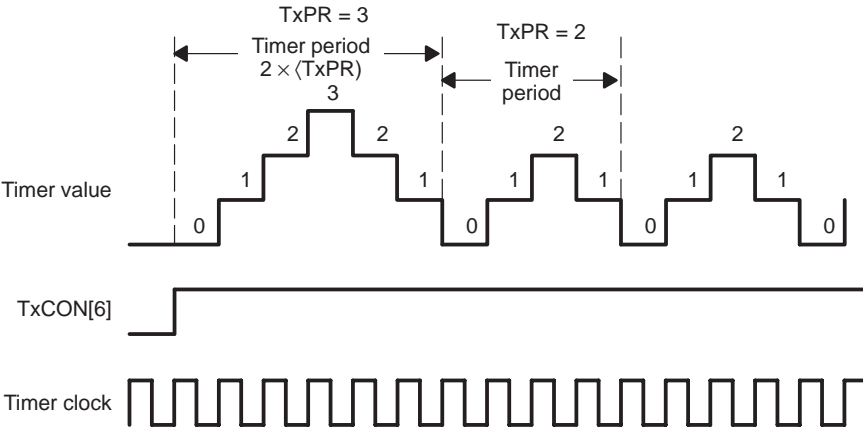 TxPR = 3
Timer period
2 × ⟨TxPR)
TxPR = 2
Timer
period
3
2 2 2 2
Timer value
1 1 1 1 1 1
0 0 0 0
TxCON[6]
Timer clock